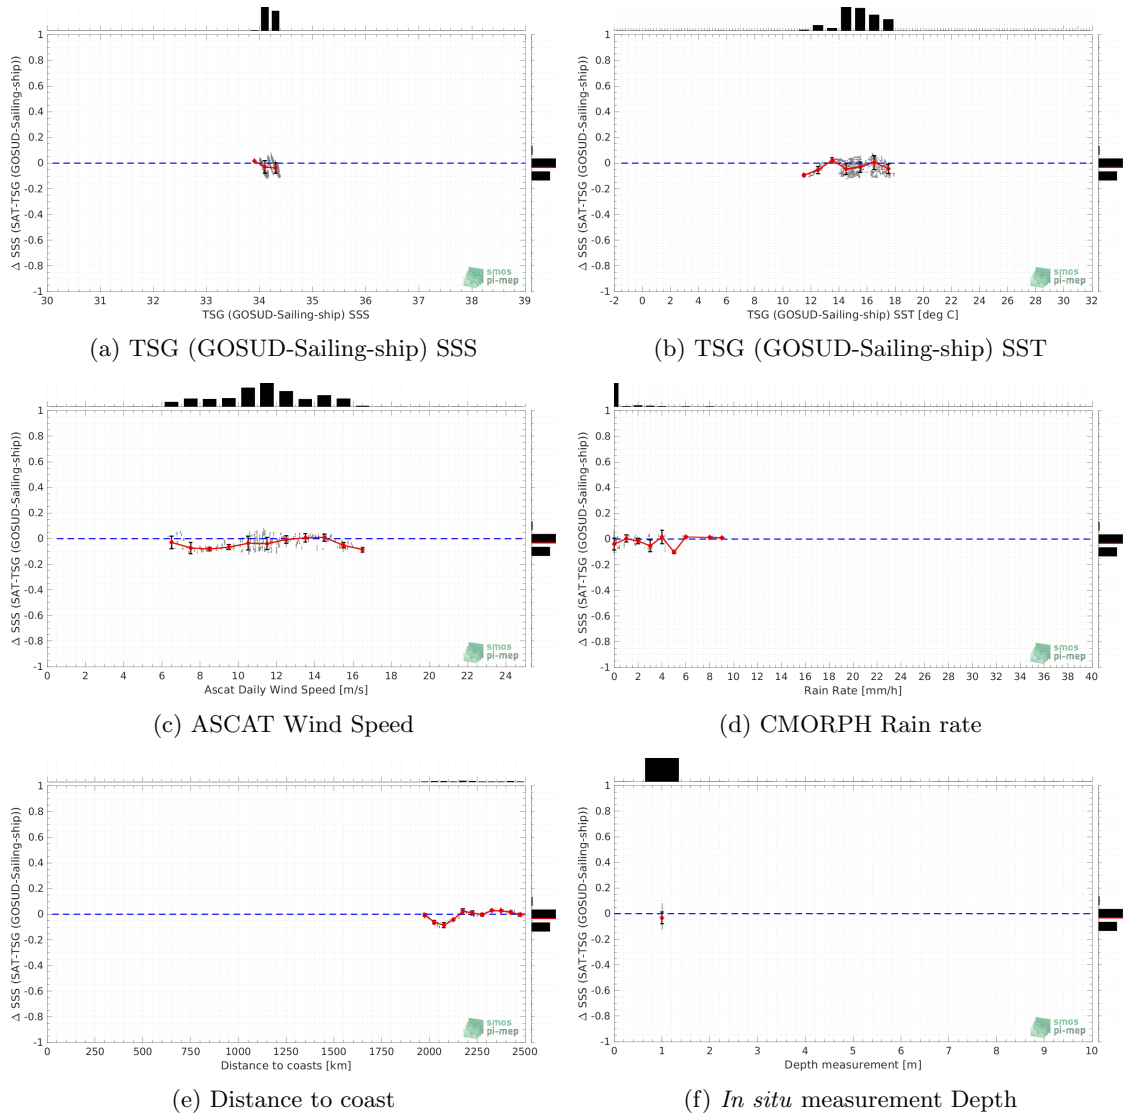 Δ SSS (SAT-TSG (GOSUD-Sailing-ship))
1
0.8
0.6
0.4
0.2
0
-0.2
-0.4
-0.6
-0.8
-1
30 31 32 33 34 35 36 37 38 39
TSG (GOSUD-Sailing-ship) SSS
smos
pi-mep
(a) TSG (GOSUD-Sailing-ship) SSS
Δ SSS (SAT-TSG (GOSUD-Sailing-ship))
1
0.8
0.6
0.4
0.2
0
-0.2
-0.4
-0.6
-0.8
-1
-2 0 2 4 6 8 10 12 14 16 18 20 22 24 26 28 30 32
TSG (GOSUD-Sailing-ship) SST [deg C]
smos
pi-mep
(b) TSG (GOSUD-Sailing-ship) SST
Δ SSS (SAT-TSG (GOSUD-Sailing-ship))
1
0.8
0.6
0.4
0.2
0
-0.2
-0.4
-0.6
-0.8
-1
0 2 4 6 8 10 12 14 16 18 20 22 24
Ascat Daily Wind Speed [m/s]
smos
pi-mep
(c) ASCAT Wind Speed
Δ SSS (SAT-TSG (GOSUD-Sailing-ship))
1
0.8
0.6
0.4
0.2
0
-0.2
-0.4
-0.6
-0.8
-1
0 2 4 6 8 10 12 14 16 18 20 22 24 26 28 30 32 34 36 38 40
Rain Rate [mm/h]
smos
pi-mep
(d) CMORPH Rain rate
Δ SSS (SAT-TSG (GOSUD-Sailing-ship))
1
0.8
0.6
0.4
0.2
0
-0.2
-0.4
-0.6
-0.8
-1
0 250 500 750 1000 1250 1500 1750 2000 2250 2500
Distance to coasts [km]
smos
pi-mep
(e) Distance to coast
Δ SSS (SAT-TSG (GOSUD-Sailing-ship))
1
0.8
0.6
0.4
0.2
0
-0.2
-0.4
-0.6
-0.8
-1
0 1 2 3 4 5 6 7 8 9 10
Depth measurement [m]
smos
pi-mep
(f) In situ measurement Depth